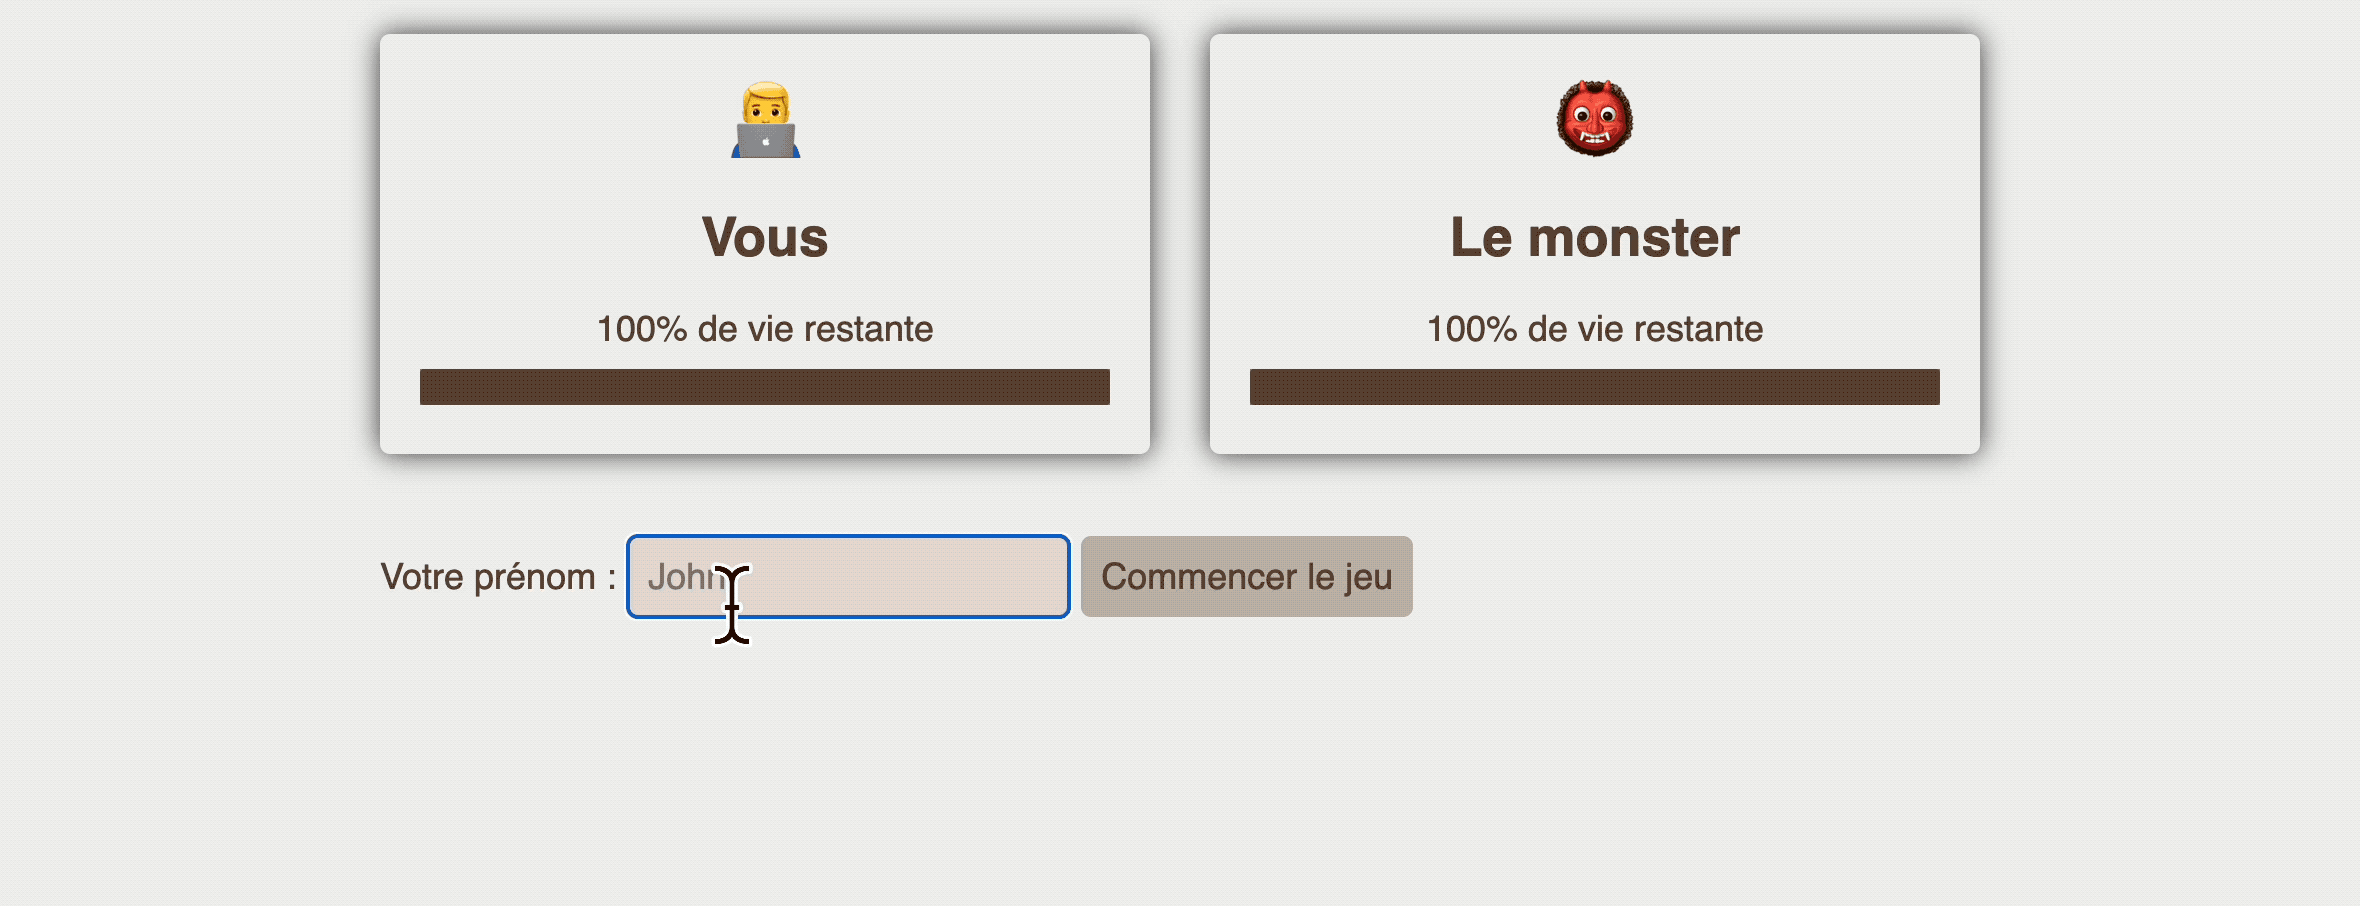 Vous
100% de vie restante
Le monster
100% de vie restante
Votre prénom : John Commencer le jeu